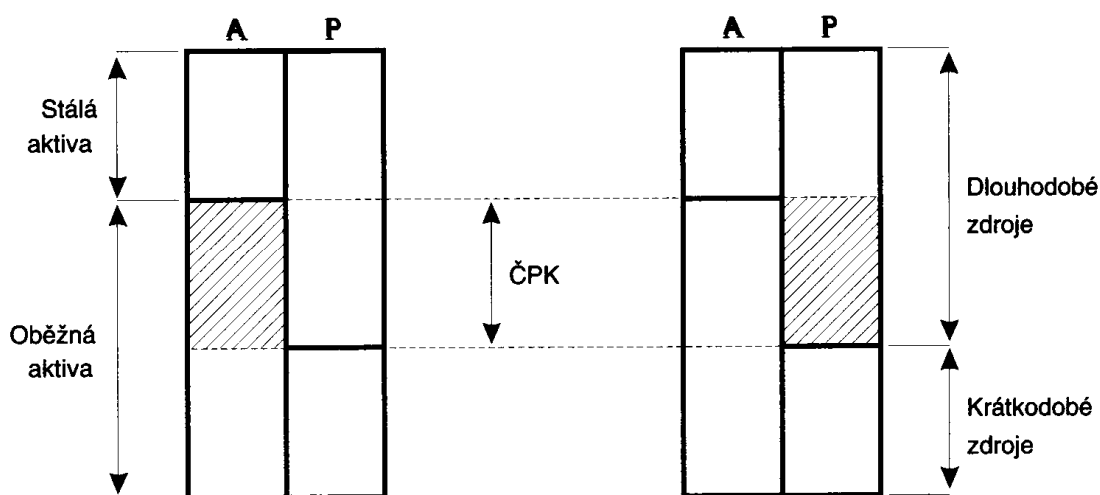 A P
A P
Stálá
aktiva
Oběžná
aktiva
ČPK
Dlouhodobé
zdroje
Krátkodobé
zdroje